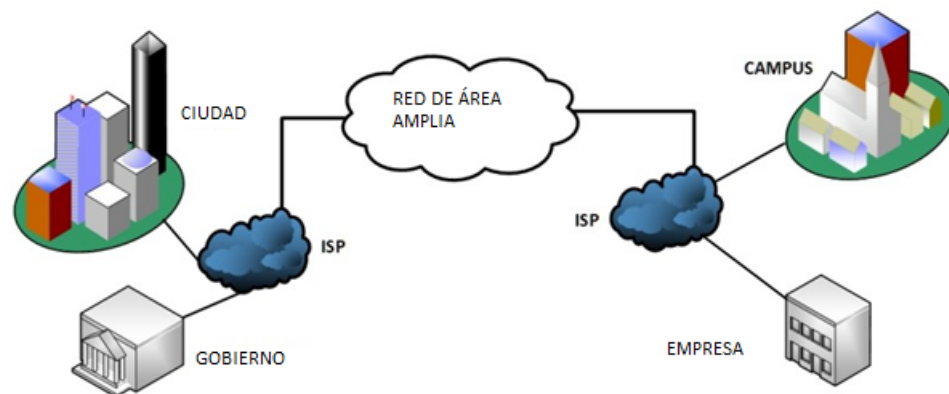 CIUDAD
RED DE ÁREA
AMPLIA
CAMPUS
ISP
ISP
GOBIERNO
EMPRESA